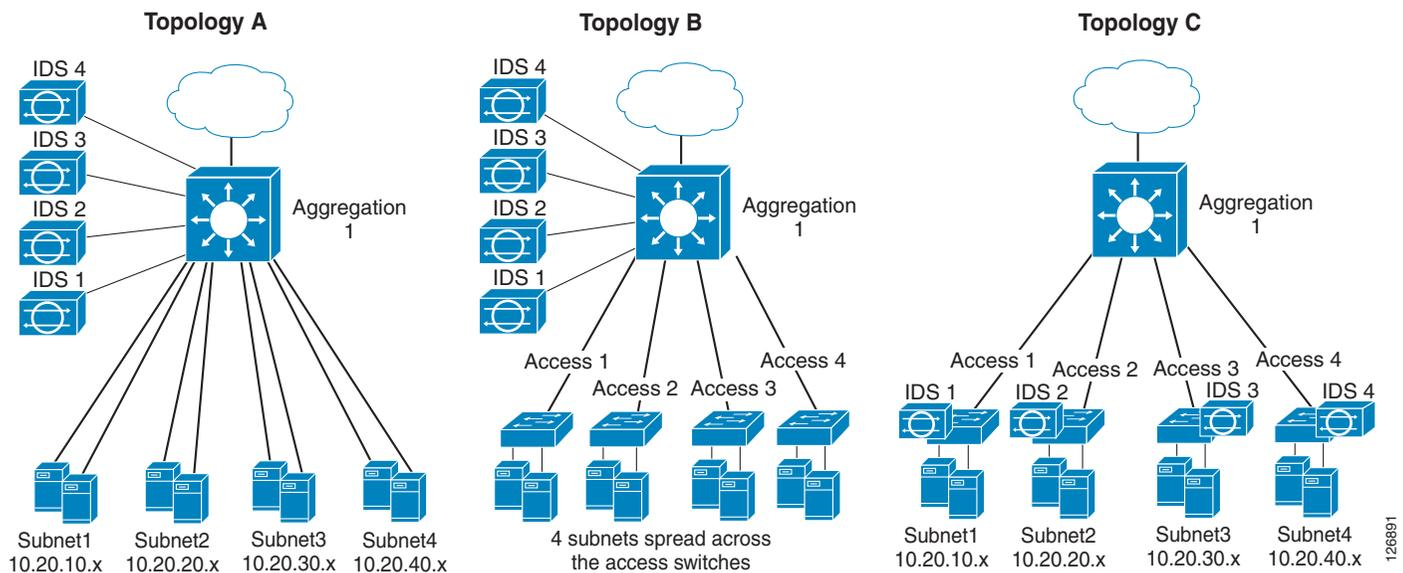 Topology A
IDS 4
IDS 3
IDS 2
IDS 1
Aggregation
1
Subnet1
10.20.10.x
Subnet2
10.20.20.x
Subnet3
10.20.30.x
Subnet4
10.20.40.x
Topology B
IDS 4
IDS 3
IDS 2
IDS 1
Aggregation
1
Access 1
Access 2
Access 3
Access 4
4 subnets spread across
the access switches
Topology C
Aggregation
1
Access 1
Access 2
Access 3
Access 4
IDS 1
IDS 2
IDS 3
IDS 4
Subnet1
10.20.10.x
Subnet2
10.20.20.x
Subnet3
10.20.30.x
Subnet4
10.20.40.x
126891